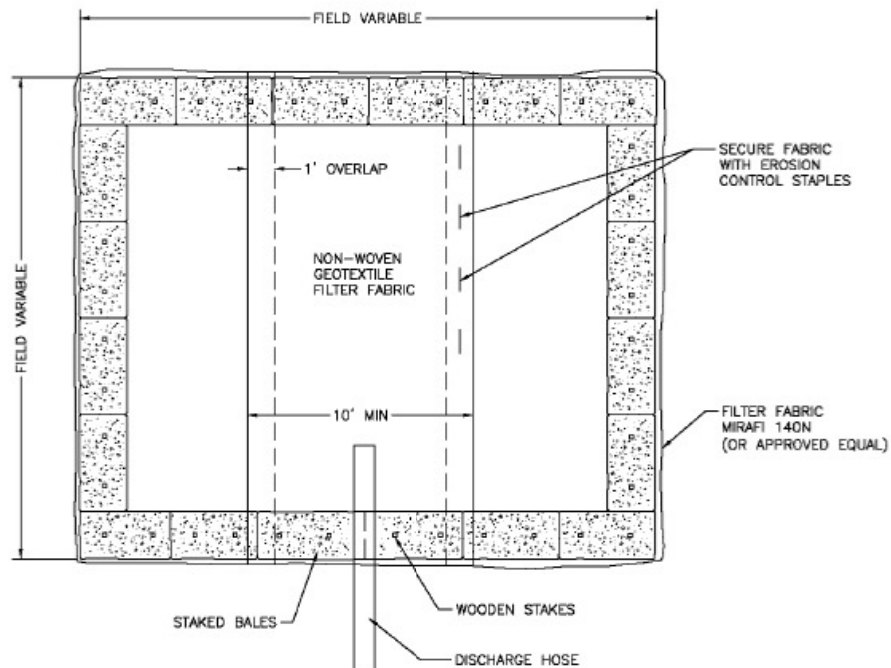 FIELD VARIABLE
SECURE FABRIC
WITH EROSION
CONTROL STAPLES
1' OVERLAP
NON-WOVEN
GEOTEXTILE
FILTER FABRIC
FIELD VARIABLE
10' MIN
FILTER FABRIC
MIRAFI 140N
(OR APPROVED EQUAL)
WOODEN STAKES
STAKED BALES
DISCHARGE HOSE